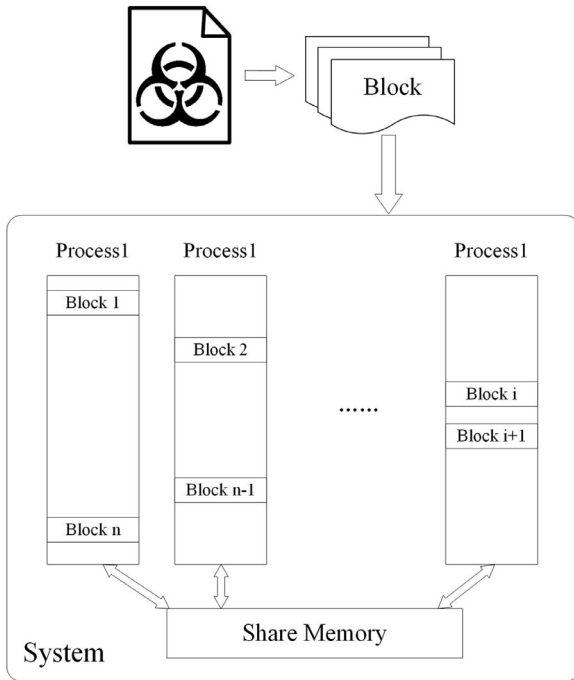 Block
Process1
Process1
Process1
Block 1
Block 2
Block i
Block i+1
Block n-1
Block n
......
Share Memory
System